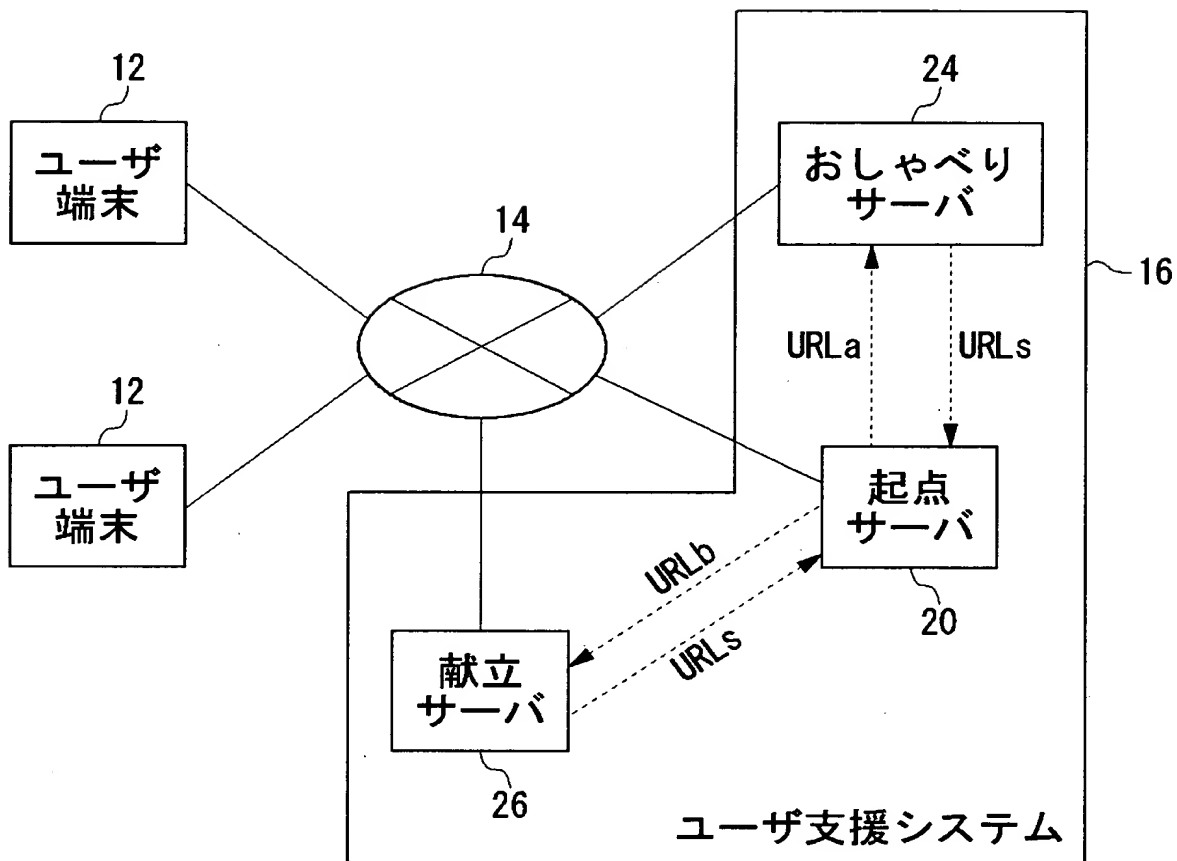 12
ユーザ
端末
12
ユーザ
端末
14
24
おしゃべり
サーバ
16
URLa
URLs
起点
サーバ
20
URLb
URLs
献立
サーバ
26
ユーザ支援システム